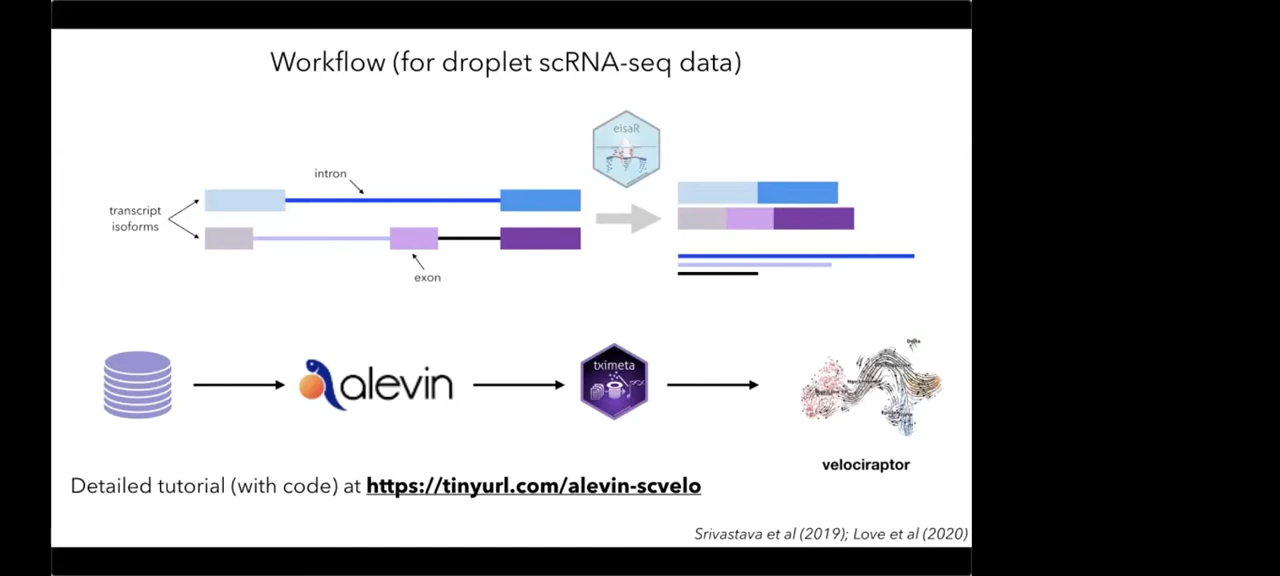 Workflow (for droplet scRNA-seq data)
eisaR
intron
transcript
isoforms
exon
alevin
tximeta
velociraptor
Detailed tutorial (with code) at https://tinyurl.com/alevin-scvelo
Srivastava et al (2019); Love et al (2020)